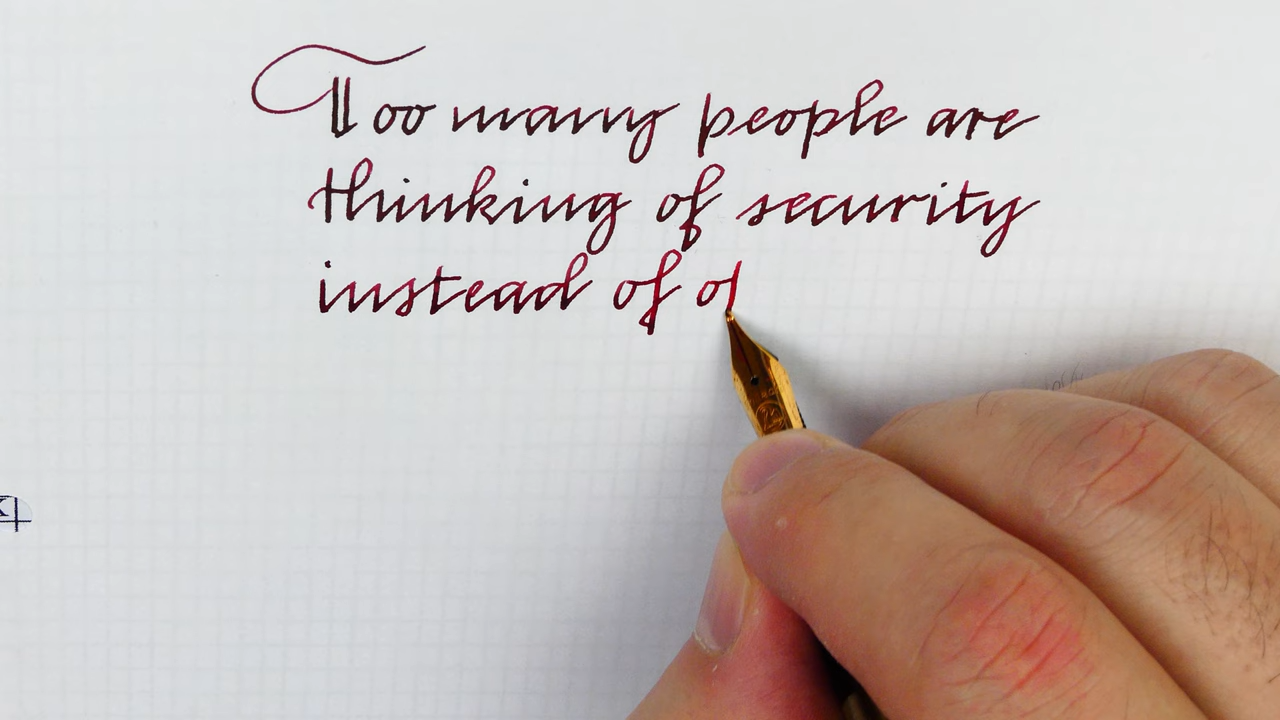 Too many people are
thinking of security
instead of o